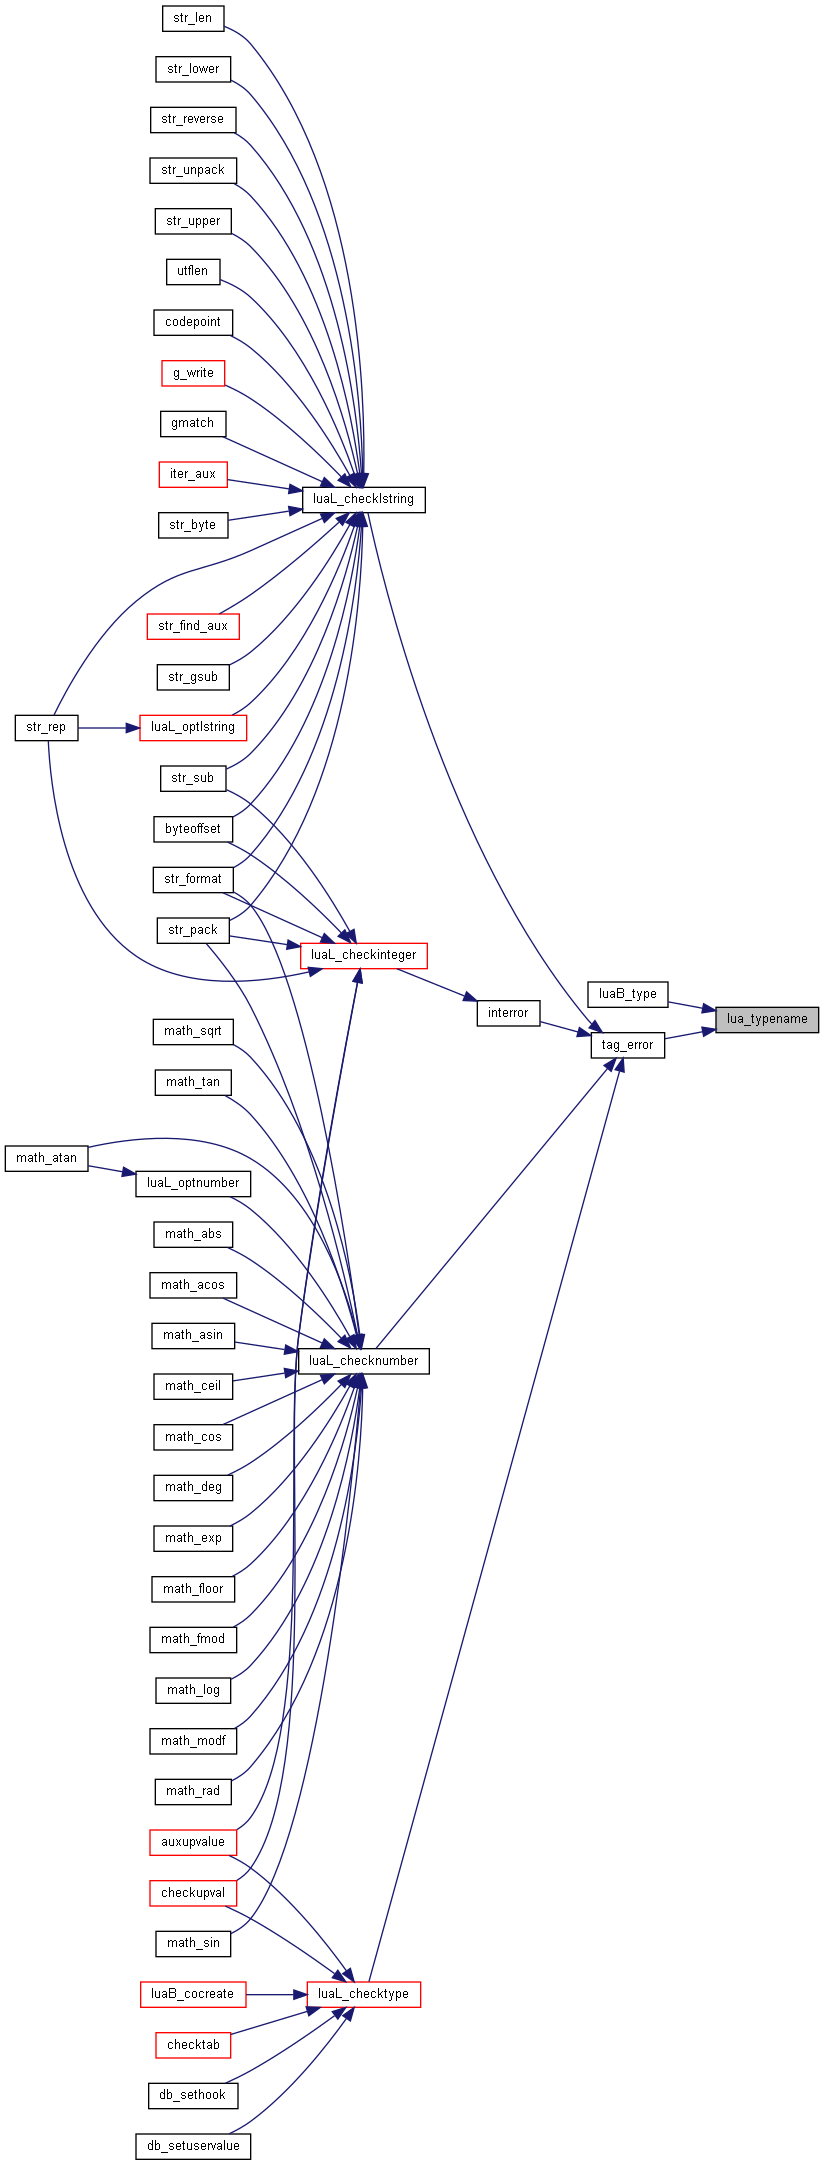 str_len
str_lower
str_reverse
str_unpack
str_upper
utflen
codepoint
g_write
gmatch
iter_aux
luaL_checklstring
str_byte
str_find_aux
str_gsub
str_rep
luaL_optlstring
str_sub
byteoffset
str_format
str_pack
luaL_checkinteger
luaB_type
interror
lua_typename
math_sqrt
tag_error
math_tan
math_atan
luaL_optnumber
math_abs
math_acos
math_asin
luaL_checknumber
math_ceil
math_cos
math_deg
math_exp
math_floor
math_fmod
math_log
math_modf
math_rad
auxupvalue
checkupval
math_sin
luaB_cocreate
luaL_checktype
checktab
db_sethook
db_setuservalue